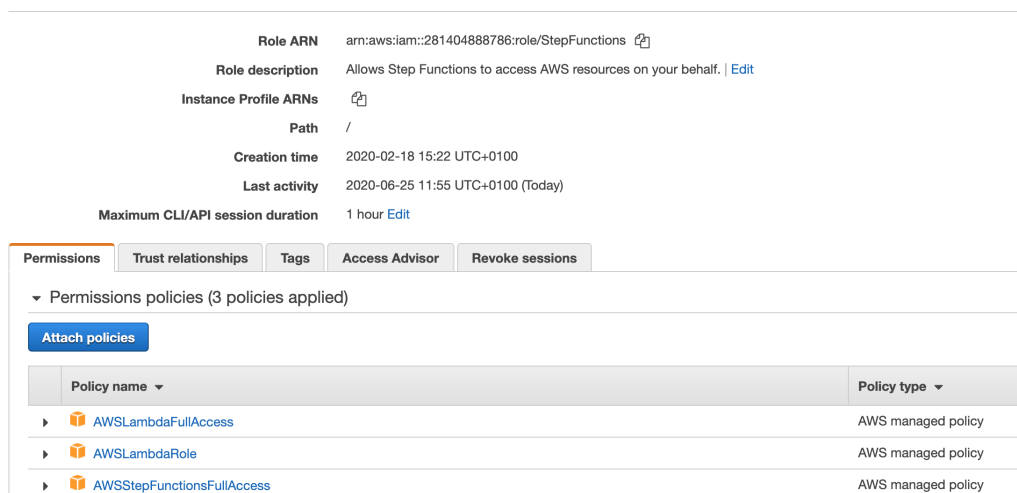 Role ARN arn:aws:iam::281404888786:role/StepFunctions
Role description Allows Step Functions to access AWS resources on your behalf. | Edit
Instance Profile ARNs
Path /
Creation time 2020-02-18 15:22 UTC+0100
Last activity 2020-06-25 11:55 UTC+0100 (Today)
Maximum CLI/API session duration 1 hour Edit
Permissions Trust relationships Tags Access Advisor Revoke sessions
Permissions policies (3 policies applied)
Attach policies
Policy name Policy type
AWSLambdaFullAccess AWS managed policy
AWSLambdaRole AWS managed policy
AWSStepFunctionsFullAccess AWS managed policy